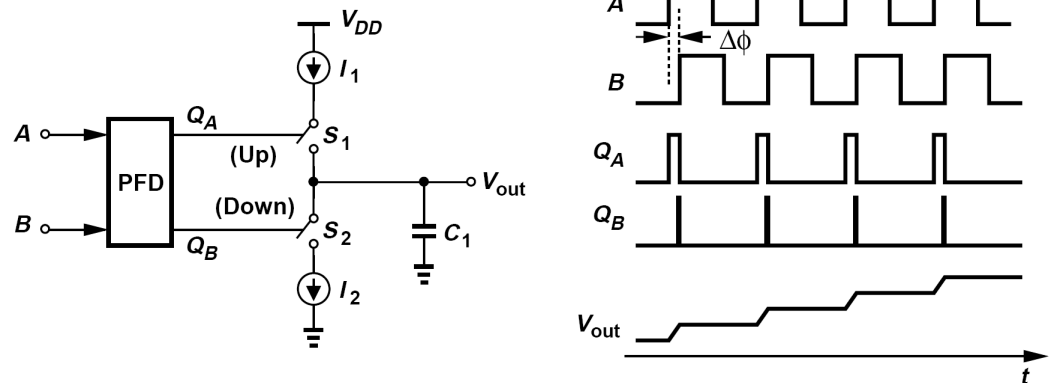 V_DD
I_1
A
Q_A
S_1
(Up)
PFD
V_out
(Down)
B
Q_B
S_2
C_1
I_2
A
Δϕ
B
Q_A
Q_B
V_out
t